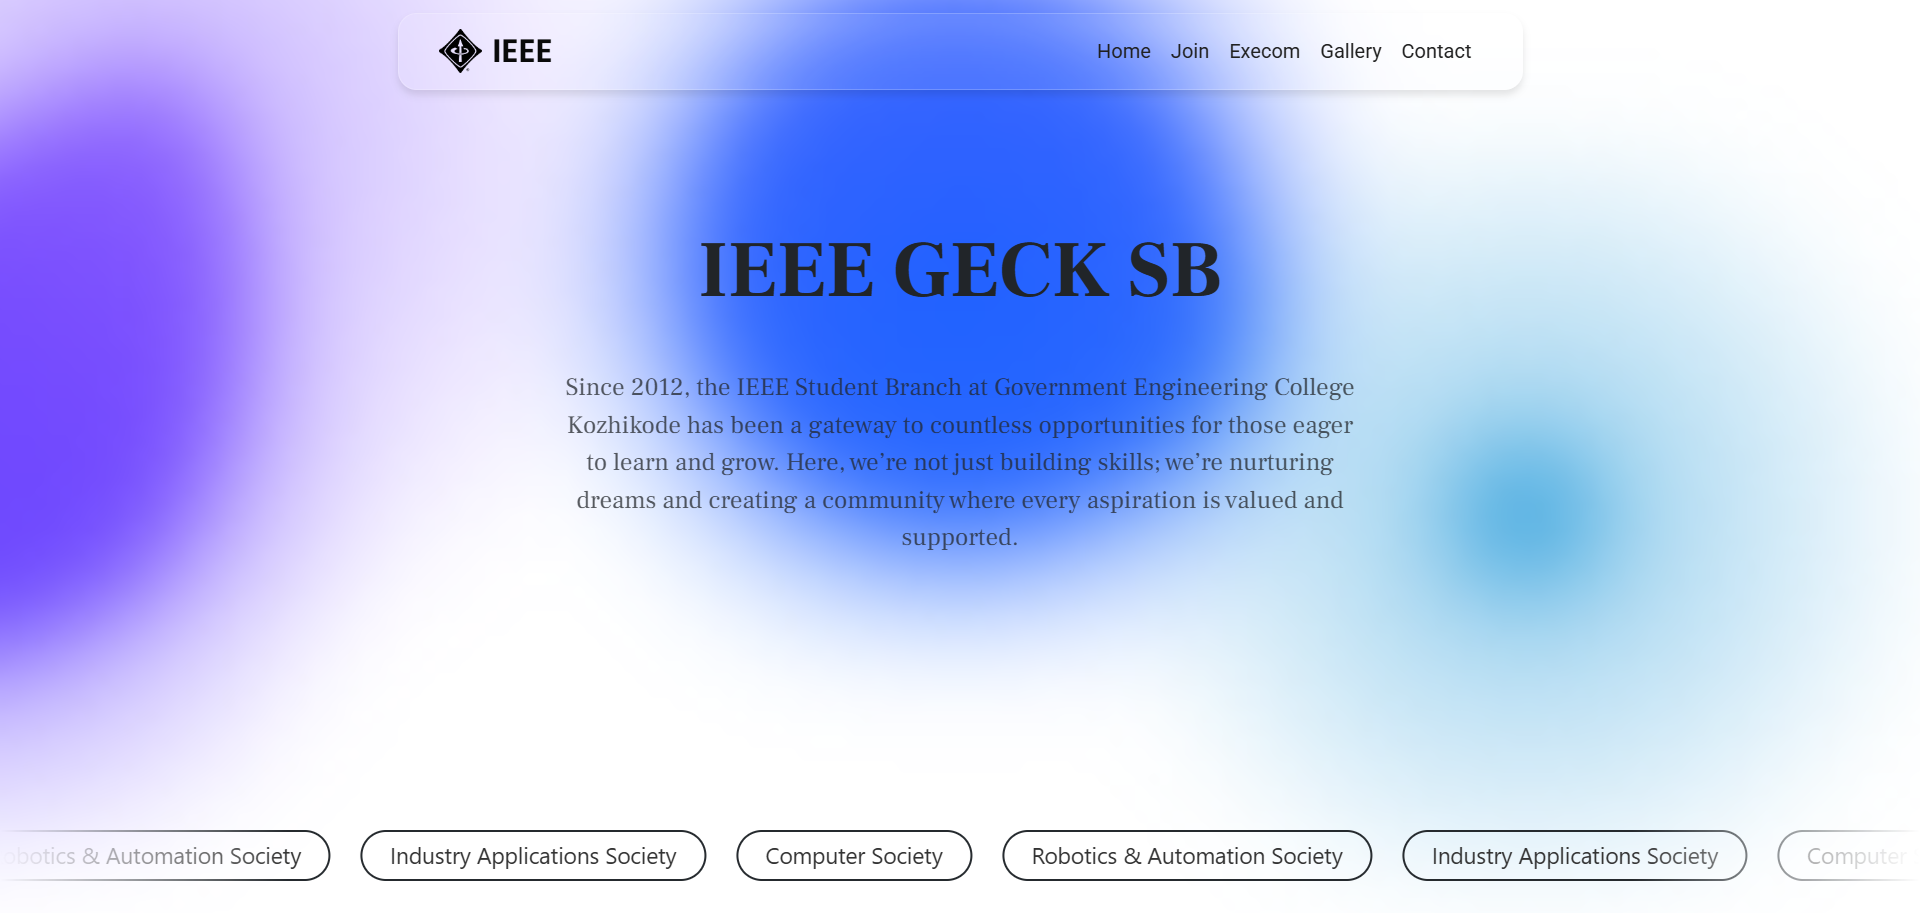 IEEE
Home Join Execom Gallery Contact
IEEE GECK SB
Since 2012, the IEEE Student Branch at Government Engineering College
Kozhikode has been a gateway to countless opportunities for those eager
to learn and grow. Here, we’re not just building skills; we’re nurturing
dreams and creating a community where every aspiration is valued and
supported.
obotics & Automation Society Industry Applications Society Computer Society Robotics & Automation Society Industry Applications Society Computer